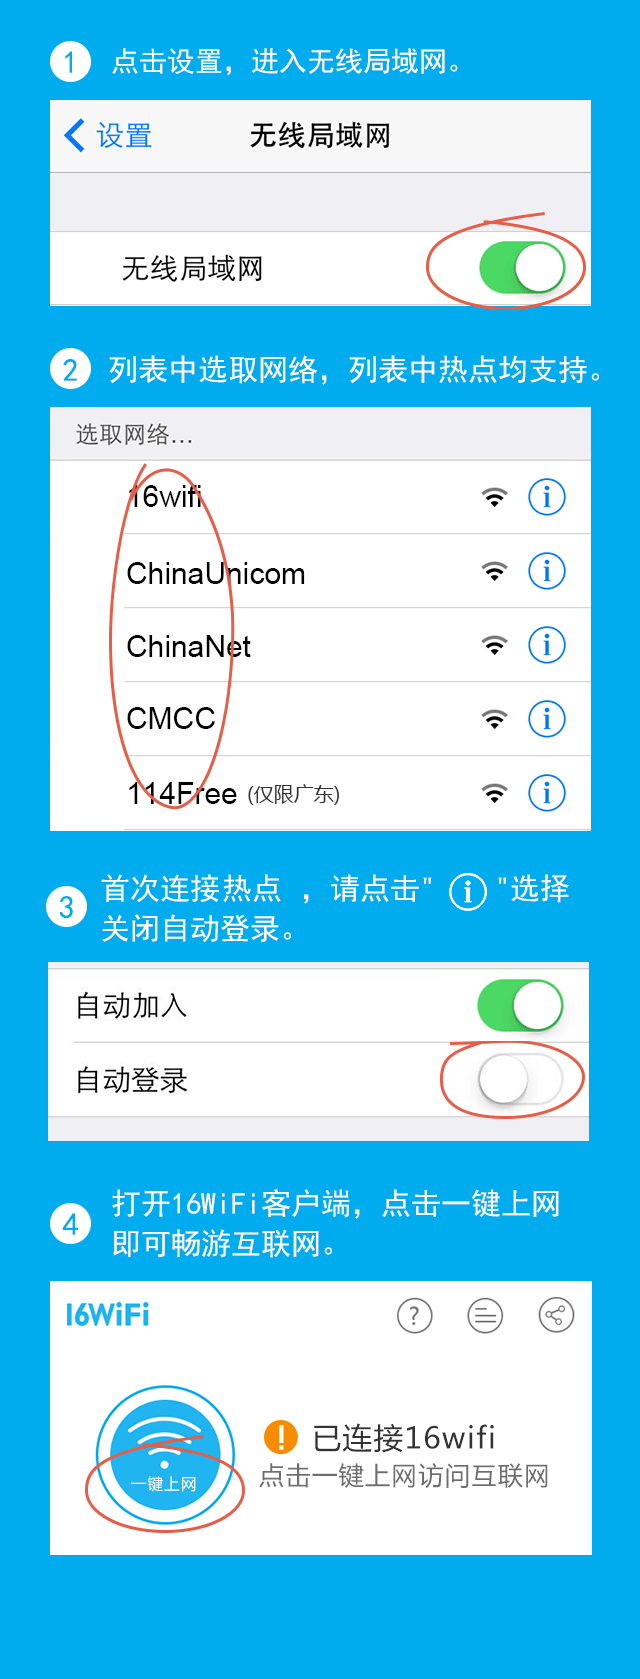 1 点击设置，进入无线局域网。
设置 无线局域网
无线局域网
2 列表中选取网络，列表中热点均支持。
选取网络...
16wifi
ChinaUnicom
ChinaNet
CMCC
114Free (仅限广东)
3 首次连接热点 ，请点击" i "选择
关闭自动登录。
自动加入
自动登录
4 打开16WiFi客户端，点击一键上网
即可畅游互联网。
16WiFi ?
一键上网
! 已连接16wifi
点击一键上网访问互联网